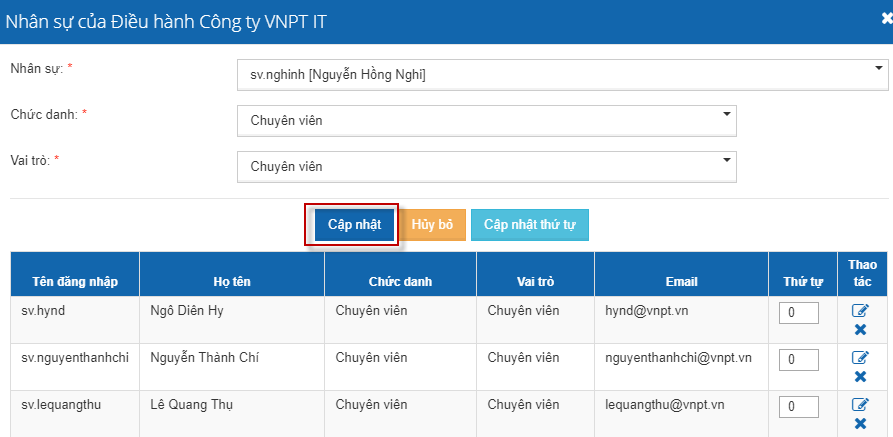 Nhân sự của Điều hành Công ty VNPT IT
Nhân sự: *
sv.nghinh [Nguyễn Hồng Nghi]
Chức danh: *
Chuyên viên
Vai trò: *
Chuyên viên
Cập nhật Hủy bỏ Cập nhật thứ tự
Tên đăng nhập Họ tên Chức danh Vai trò Email Thứ tự Thao tác
sv.hynd Ngô Diên Hy Chuyên viên Chuyên viên hynd@vnpt.vn 0
sv.nguyenthanhchi Nguyễn Thành Chí Chuyên viên Chuyên viên nguyenthanhchi@vnpt.vn 0
sv.lequangthu Lê Quang Thụ Chuyên viên Chuyên viên lequangthu@vnpt.vn 0